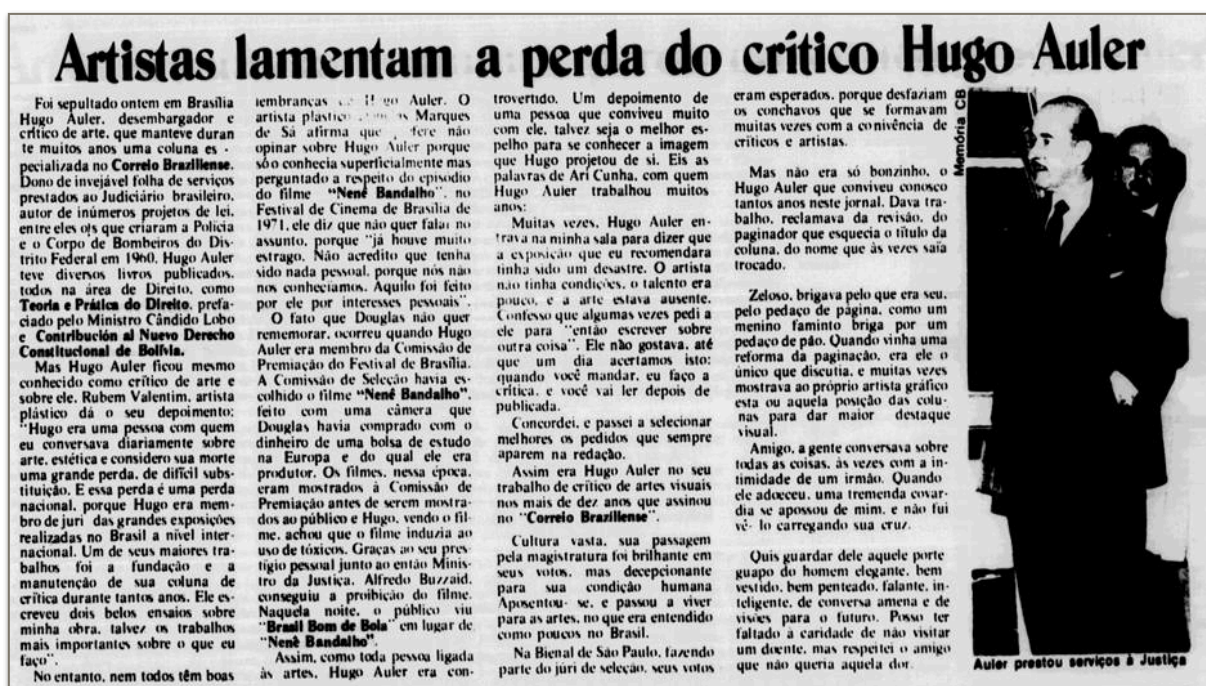 Artistas lamentam a perda do crítico Hugo Auler
Foi sepultado ontem em Brasília
Hugo Auler, desembargador e
crítico de arte, que manteve duran
te muitos anos uma coluna es -
pecializada no Correio Braziliense.
Dono de invejável folha de serviços
prestados ao Judiciário brasileiro,
autor de inúmeros projetos de lei,
entre eles ojs que criaram a Polícia
e o Corpo de Bombeiros do Dis-
trito Federal em 1960, Hugo Auler
teve diversos livros publicados,
todos na área de Direito, como
Teoria e Prática do Direito, prefa-
ciado pelo Ministro Cândido Lobo
e Contribución al Nuevo Derecho
Constitucional de Bolívia.
Mas Hugo Auler ficou mesmo
conhecido como crítico de arte e
sobre ele, Rubem Valentim, artista
plástico dá o seu depoimento:
"Hugo era uma pessoa com quem
eu conversava diariamente sobre
arte, estética e considero sua morte
uma grande perda, de difícil subs-
tituição. E essa perda é uma perda
nacional, porque Hugo era mem-
bro de juri das grandes exposições
realizadas no Brasil a nível inter-
nacional. Um de seus maiores tra-
balhos foi a fundação e a
manutenção de sua coluna de
crítica durante tantos anos. Ele es-
creveu dois belos ensaios sobre
minha obra, talvez os trabalhos
mais importantes sobre o que eu
faço".
No entanto, nem todos têm boas
lembranças Hugo Auler. O
artista plástico Marques
de Sá afirma que não
opinar sobre Hugo Auler porque
só o conhecia superficialmente mas
perguntado a respeito do episódio
do filme "Nenê Bandalho", no
Festival de Cinema de Brasília de
1971, ele diz que não quer falar no
assunto, porque "já houve muito
estrago. Não acredito que tenha
sido nada pessoal, porque nós não
nos conhecíamos. Aquilo foi feito
por ele por interesses pessoais".
O fato que Douglas não quer
rememorar, ocorreu quando Hugo
Auler era membro da Comissão de
Premiação do Festival de Brasília.
A Comissão de Seleção havia es-
colhido o filme "Nenê Bandalho",
feito com uma câmera que
Douglas havia comprado com o
dinheiro de uma bolsa de estudo
na Europa e do qual ele era
produtor. Os filmes, nessa época,
eram mostrados à Comissão de
Premiação antes de serem mostra-
dos ao público e Hugo, vendo o fil-
me, achou que o filme induzia ao
uso de tóxicos. Graças ao seu pres-
tígio pessoal junto ao então Minis-
tro da Justiça, Alfredo Buzzaid,
conseguiu a proibição do filme.
Naquela noite, o público viu
"Brasil Bom de Bola" em lugar de
"Nenê Bandalho".
Assim, como toda pessoa ligada
às artes, Hugo Auler era con-
trovertido. Um depoimento de
uma pessoa que conviveu muito
com ele, talvez seja o melhor es-
pelho para se conhecer a imagem
que Hugo projetou de si. Eis as
palavras de Ari Cunha, com quem
Hugo Auler trabalhou muitos
anos:
Muitas vezes, Hugo Auler en-
trava na minha sala para dizer que
a exposição que eu recomendara
tinha sido um desastre. O artista
não tinha condições, o talento era
pouco, e a arte estava ausente.
Confesso que algumas vezes pedi a
ele para "então escrever sobre
outra coisa". Ele não gostava, até
que um dia acertamos isto:
quando você mandar, eu faço a
crítica, e você vai ler depois de
publicada.
Concordei, e passei a selecionar
melhores os pedidos que sempre
aparem na redação.
Assim era Hugo Auler no seu
trabalho de crítico de artes visuais
nos mais de dez anos que assinou
no "Correio Braziliense".
Cultura vasta, sua passagem
pela magistratura foi brilhante em
seus votos, mas decepcionante
para sua condição humana
Aposentou- se, e passou a viver
para as artes, no que era entendido
como poucos no Brasil.
Na Bienal de São Paulo, fazendo
parte do júri de seleção, seus votos
eram esperados, porque desfaziam
os conchavos que se formavam
muitas vezes com a conivência de
críticos e artistas.
Mas não era só bonzinho, o
Hugo Auler que conviveu conosco
tantos anos neste jornal. Dava tra-
balho, reclamava da revisão, do
paginador que esquecia o título da
coluna, do nome que às vezes saía
trocado.
Zeloso, brigava pelo que era seu,
pelo pedaço de página, como um
menino faminto briga por um
pedaço de pão. Quando vinha uma
reforma da paginação, era ele o
único que discutia, e muitas vezes
mostrava ao próprio artista gráfico
esta ou aquela posição das colu-
nas para dar maior destaque
visual.
Amigo, a gente conversava sobre
todas as coisas, às vezes com a in-
timidade de um irmão. Quando
ele adoeceu, uma tremenda covar-
dia se apossou de mim, e não fui
vê- lo carregando sua cruz.
Quis guardar dele aquele porte
guapo do homem elegante, bem
vestido, bem penteado, falante, in-
teligente, de conversa amena e de
visões para o futuro. Posso ter
faltado à caridade de não visitar
um doente, mas respeitei o amigo
que não queria aquela dor.
Memória CB
Auler prestou serviços à Justiça